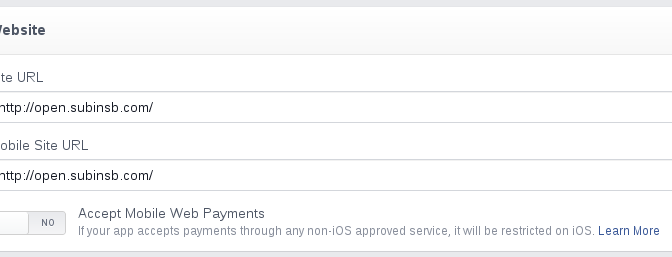 Website
te URL
http://open.subinsb.com/
obile Site URL
http://open.subinsb.com/
NO
Accept Mobile Web Payments
If your app accepts payments through any non-iOS approved service, it will be restricted on iOS. Learn More